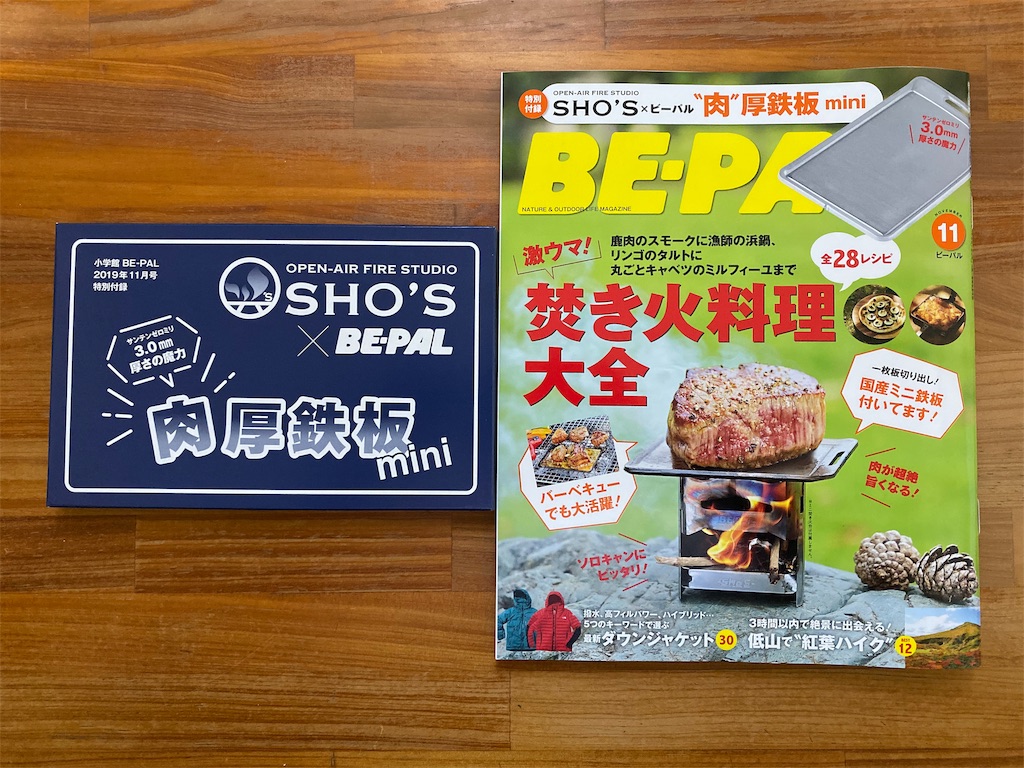 小学館 BE-PAL
2019年11月号
特別付録
OPEN-AIR FIRE STUDIO
SHO'S
×BE-PAL
サンテンゼロミリ
3.0mm
厚さの魔力
肉厚鉄板
mini
特別
付録
OPEN-AIR FIRE STUDIO
SHO'S×ビーパル "肉"厚鉄板 mini
サンテンゼロミリ
3.0mm
厚さの魔力
BE-PA
NATURE & OUTDOOR LIFE MAGAZINE
NOVEMBER
11
ビーパル
激ウマ!
鹿肉のスモークに漁師の浜鍋、
リンゴのタルトに
丸ごとキャベツのミルフィーユまで
全28レシピ
焚き火料理
大全
一枚板切り出し!
国産ミニ鉄板
付いてます!
バーベキュー
でも大活躍!
肉が超絶
旨くなる!
ソロキャンに
ピッタリ!
撥水、高フィルパワー、ハイブリッド…
5つのキーワードで選ぶ
最新ダウンジャケット30
3時間以内で絶景に出会える!
低山で"紅葉ハイク"
12